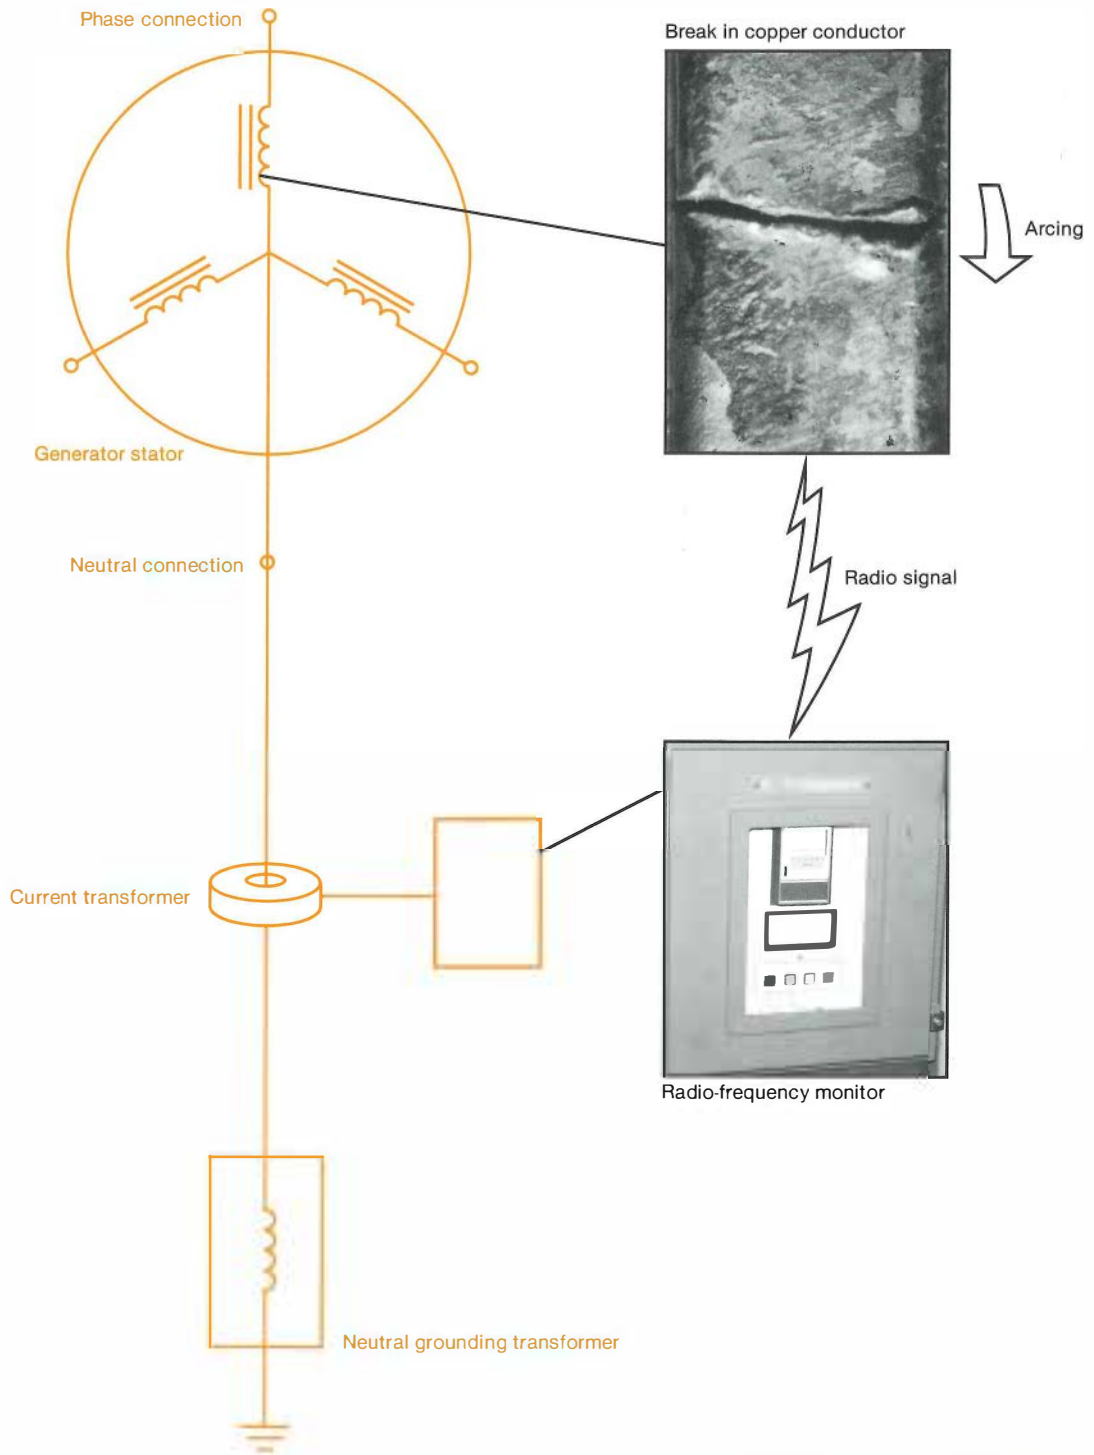 Phase connection
Break in copper conductor
Arcing
Generator stator
Neutral connection
Radio signal
Current transformer
Radio-frequency monitor
Neutral grounding transformer